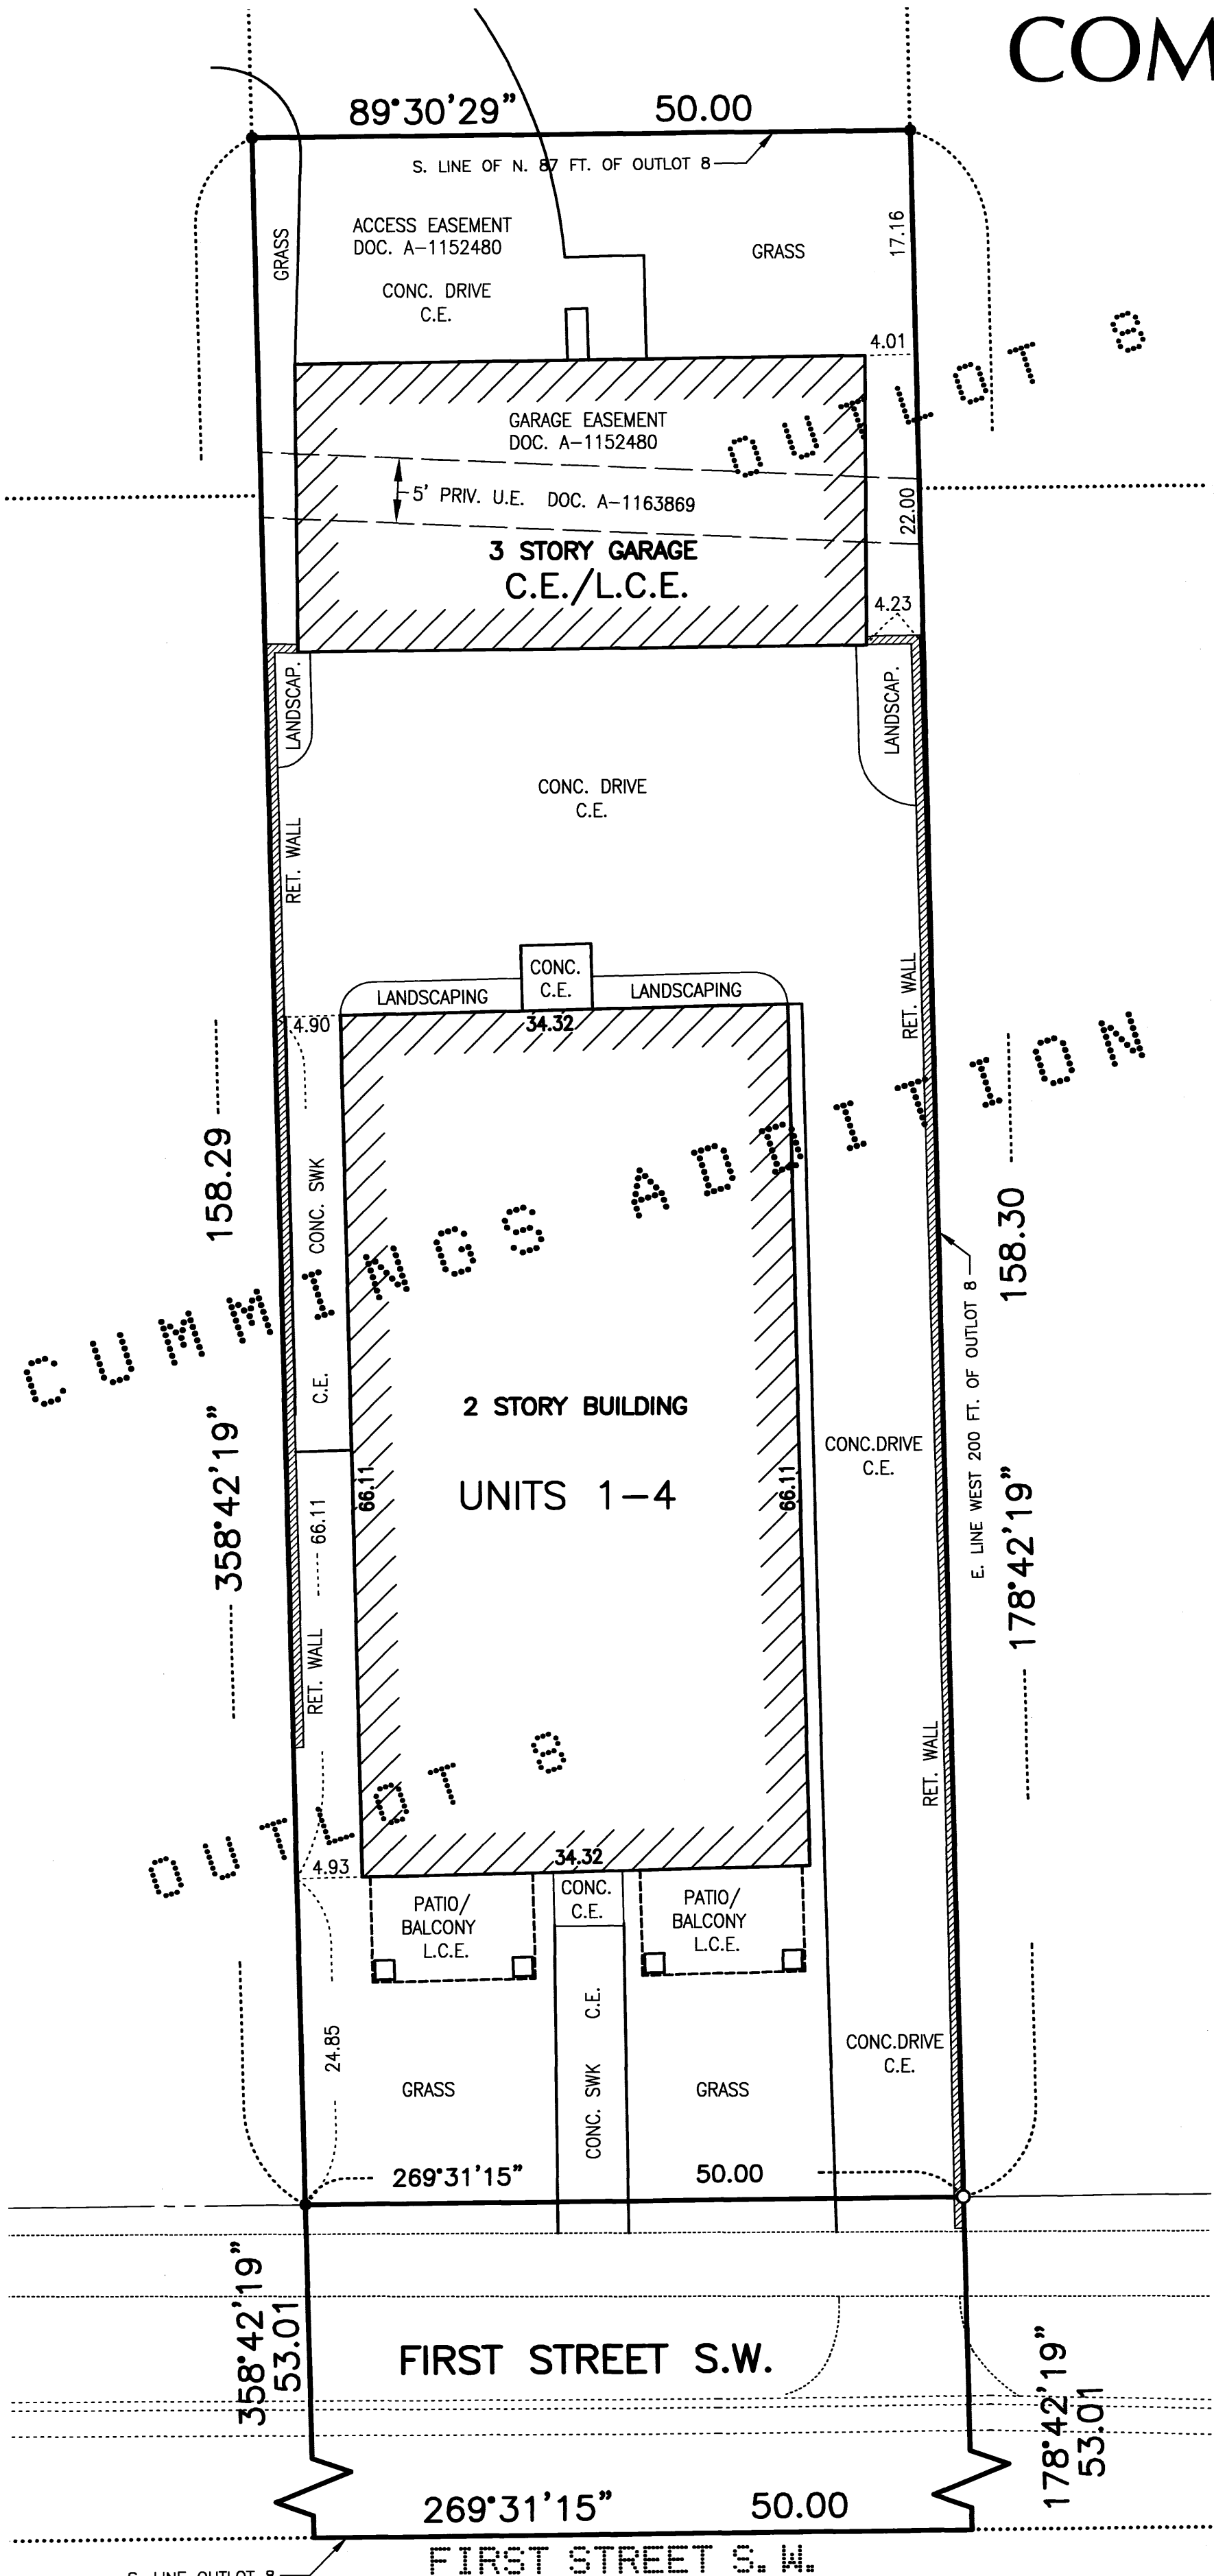 COM
89°30'29" 50.00
S. LINE OF N. 87 FT. OF OUTLOT 8
GRASS
ACCESS EASEMENT
DOC. A-1152480
CONC. DRIVE
C.E.
GRASS
17.16
4.01
OUTLOT 8
GARAGE EASEMENT
DOC. A-1152480
5' PRIV. U.E. DOC. A-1163869
22.00
3 STORY GARAGE
C.E./L.C.E.
4.23
LANDSCAP.
LANDSCAP.
CONC. DRIVE
C.E.
RET. WALL
RET. WALL
CONC.
C.E.
LANDSCAPING
LANDSCAPING
4.90
34.32
158.29
358°42'19"
CONC. SWK
C.E.
CUMMINGS ADDITION
158.30
178°42'19"
E. LINE WEST 200 FT. OF OUTLOT 8
2 STORY BUILDING
UNITS 1-4
66.11
66.11
66.11
CONC.DRIVE
C.E.
RET. WALL
RET. WALL
OUTLOT 8
4.93
34.32
CONC.
C.E.
PATIO/
BALCONY
L.C.E.
PATIO/
BALCONY
L.C.E.
24.85
CONC. SWK C.E.
GRASS
GRASS
CONC.DRIVE
C.E.
269°31'15" 50.00
358°42'19"
53.01
FIRST STREET S.W.
178°42'19"
53.01
269°31'15" 50.00
FIRST STREET S.W.
S. LINE OUTLOT 8